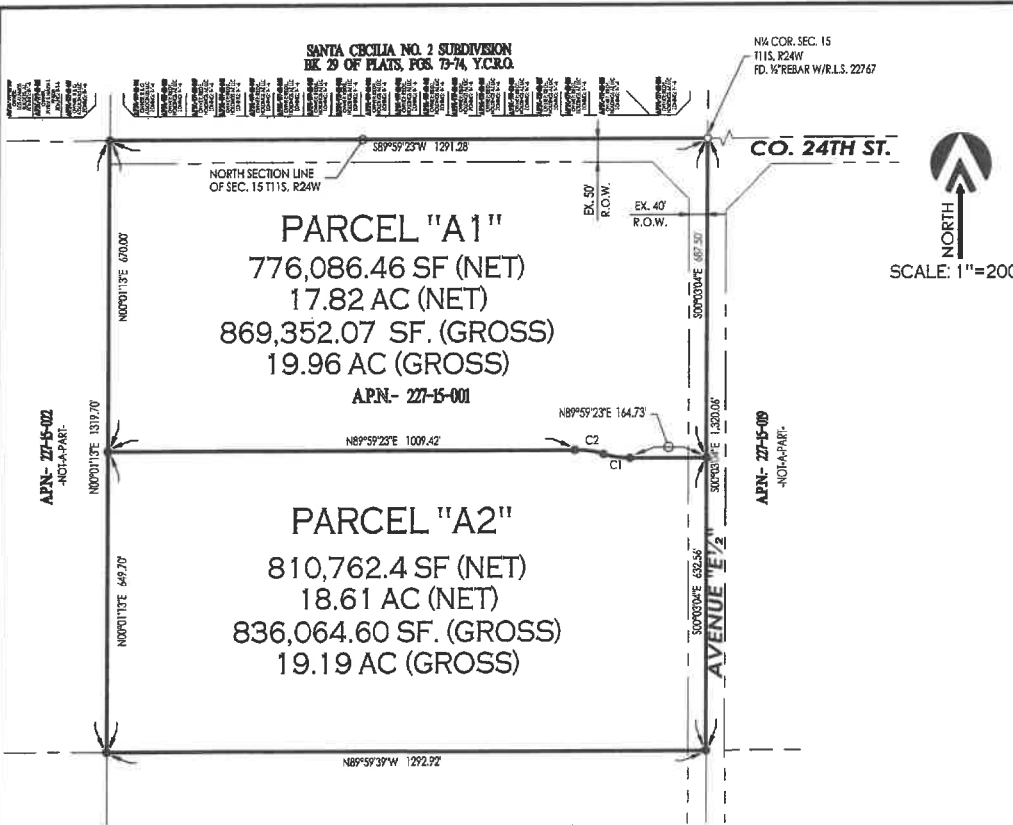 SANTA CECILIA NO. 2 SUBDIVISION
BK. 29 OF PLATS, PGS. 73-74, Y.C.R.O.
N¼ COR. SEC. 15
T11S, R24W
FD. ½"REBAR W/R.L.S. 22767
S89°59'23"W 1291.28'
CO. 24TH ST.
NORTH SECTION LINE
OF SEC. 15 T11S, R24W
EX. 50'
R.O.W.
EX. 40'
R.O.W.
NORTH
SCALE: 1"=200
PARCEL "A1"
776,086.46 SF (NET)
17.82 AC (NET)
869,352.07 SF. (GROSS)
19.96 AC (GROSS)
A.P.N.- 227-15-001
N00°01'13"E 670.00'
S00°03'04"E 687.50'
N00°01'13"E 1319.70'
S00°03'04"E 1,320.06'
A.P.N.- 227-15-022
-NOT-A-PART-
A.P.N.- 227-15-019
-NOT-A-PART-
N89°59'23"E 164.73'
N89°59'23"E 1009.42'
C2
C1
PARCEL "A2"
810,762.4 SF (NET)
18.61 AC (NET)
836,064.60 SF. (GROSS)
19.19 AC (GROSS)
N00°01'13"E 649.70'
S00°03'04"E 632.56'
AVENUE "E½"
N89°59'39"W 1292.92'